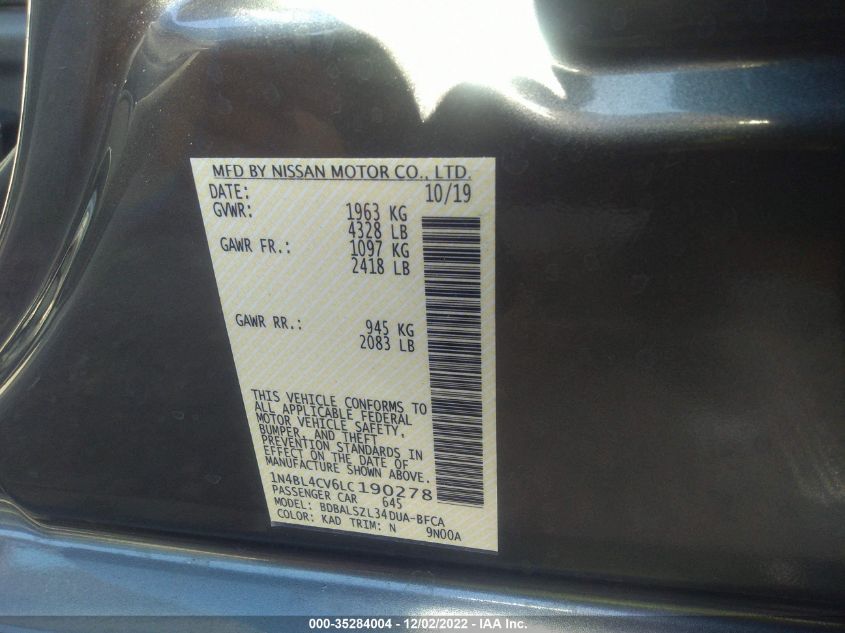 MFD BY NISSAN MOTOR CO., LTD.
DATE: 10/19
GVWR: 1963 KG
4328 LB
GAWR FR.: 1097 KG
2418 LB
GAWR RR.: 945 KG
2083 LB
THIS VEHICLE CONFORMS TO
ALL APPLICABLE FEDERAL
MOTOR VEHICLE SAFETY,
BUMPER, AND THEFT
PREVENTION STANDARDS IN
EFFECT ON THE DATE OF
MANUFACTURE SHOWN ABOVE.
1N4BL4CV6LC190278
PASSENGER CAR 645
MODEL: BDBALSZL34DUA-BFCA
COLOR: KAD TRIM: N 9N00A
000-35284004 - 12/02/2022 - IAA Inc.